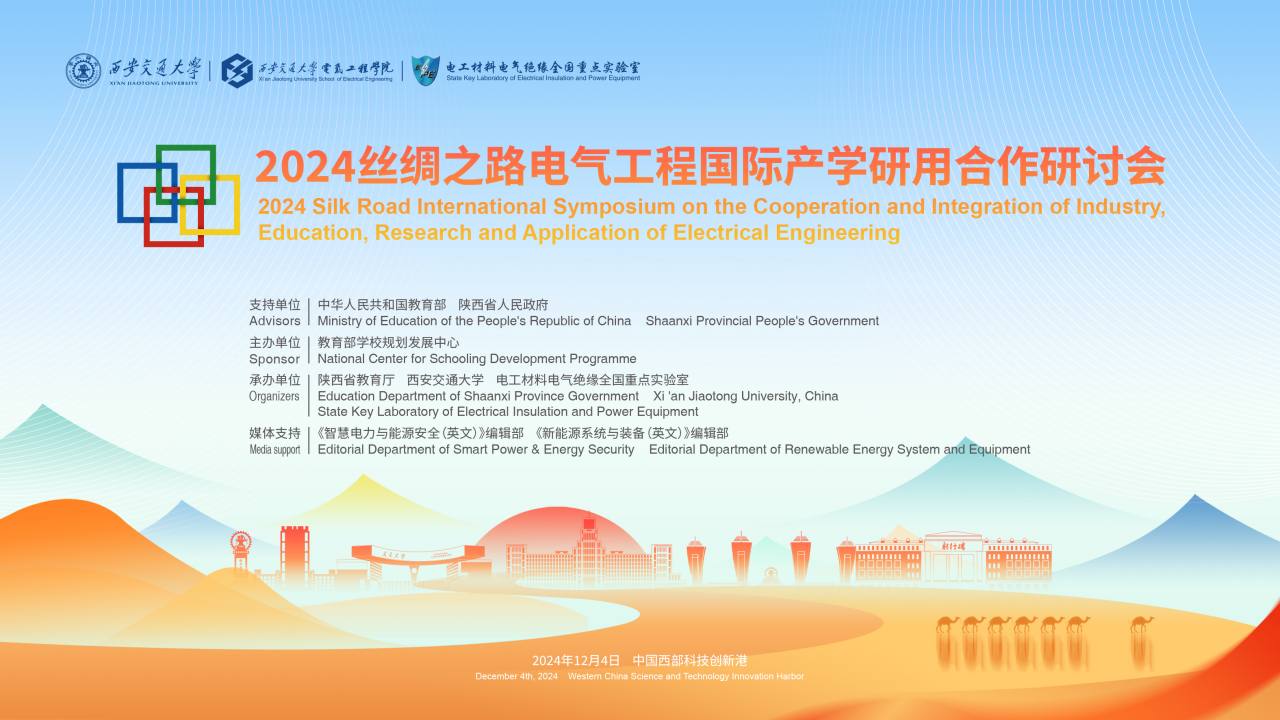 西安交通大学
XI'AN JIAOTONG UNIVERSITY
西安交通大学 电气工程学院
Xi'an Jiaotong University School of Electrical Engineering
电工材料电气绝缘全国重点实验室
State Key Laboratory of Electrical Insulation and Power Equipment
2024丝绸之路电气工程国际产学研用合作研讨会
2024 Silk Road International Symposium on the Cooperation and Integration of Industry,
Education, Research and Application of Electrical Engineering
支持单位 中华人民共和国教育部 陕西省人民政府
Advisors Ministry of Education of the People's Republic of China Shaanxi Provincial People's Government
主办单位 教育部学校规划发展中心
Sponsor National Center for Schooling Development Programme
承办单位 陕西省教育厅 西安交通大学 电工材料电气绝缘全国重点实验室
Organizers Education Department of Shaanxi Province Government Xi 'an Jiaotong University, China
State Key Laboratory of Electrical Insulation and Power Equipment
媒体支持 《智慧电力与能源安全(英文)》编辑部 《新能源系统与装备(英文)》编辑部
Media support Editorial Department of Smart Power & Energy Security Editorial Department of Renewable Energy System and Equipment
2024年12月4日 中国西部科技创新港
December 4th, 2024 Western China Science and Technology Innovation Harbor